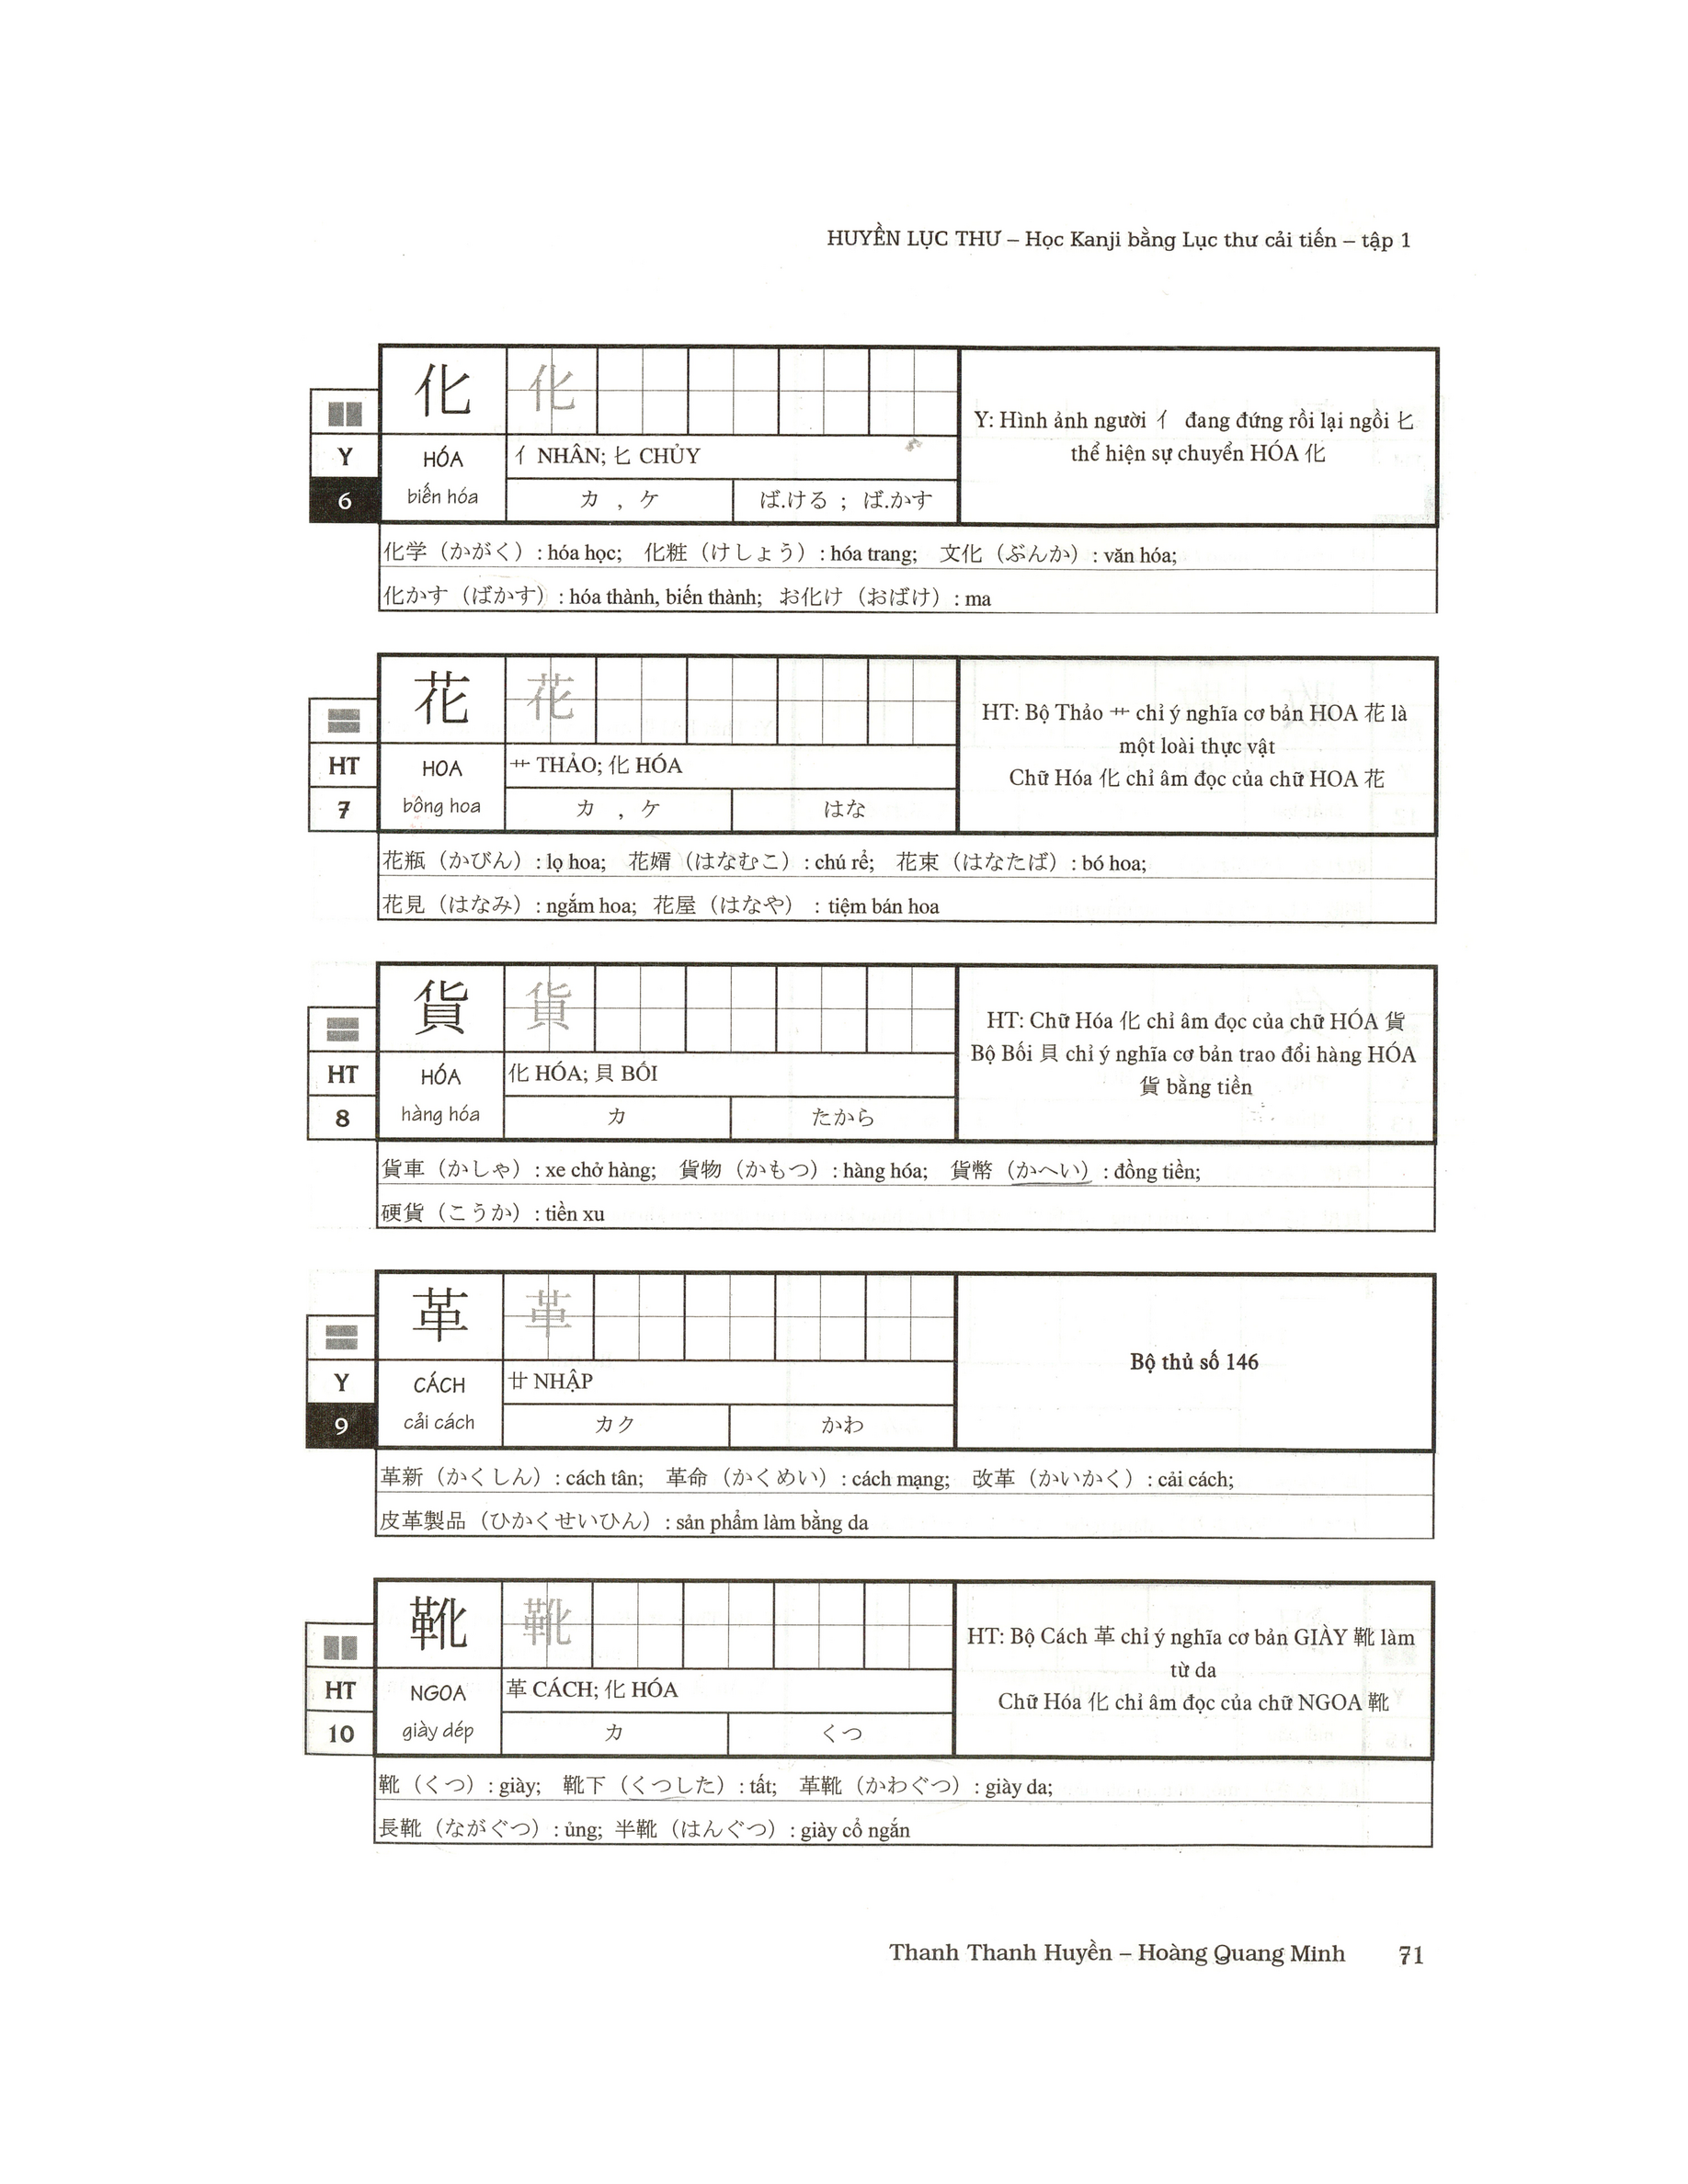 HUYỀN LỤC THƯ – Học Kanji bằng Lục thư cải tiến – tập 1
化 化
Y
6
HÓA
biến hóa
亻 NHÂN; 匕 CHỦY
カ , ケ
ば.ける ; ば.かす
Y: Hình ảnh người 亻 đang đứng rồi lại ngồi 匕
thể hiện sự chuyển HÓA 化
化学（かがく）: hóa học; 化粧（けしょう）: hóa trang; 文化（ぶんか）: văn hóa;
化かす（ばかす）: hóa thành, biến thành; お化け（おばけ）: ma
花 花
HT
7
HOA
bông hoa
艹 THẢO; 化 HÓA
カ , ケ
はな
HT: Bộ Thảo 艹 chỉ ý nghĩa cơ bản HOA 花 là
một loài thực vật
Chữ Hóa 化 chỉ âm đọc của chữ HOA 花
花瓶（かびん）: lọ hoa; 花婿（はなむこ）: chú rể; 花束（はなたば）: bó hoa;
花見（はなみ）: ngắm hoa; 花屋（はなや） : tiệm bán hoa
貨 貨
HT
8
HÓA
hàng hóa
化 HÓA; 貝 BỐI
カ
たから
HT: Chữ Hóa 化 chỉ âm đọc của chữ HÓA 貨
Bộ Bối 貝 chỉ ý nghĩa cơ bản trao đổi hàng HÓA
貨 bằng tiền
貨車（かしゃ）: xe chở hàng; 貨物（かもつ）: hàng hóa; 貨幣（かへい）: đồng tiền;
硬貨（こうか）: tiền xu
革 革
Y
9
CÁCH
cải cách
廿 NHẬP
カク
かわ
Bộ thủ số 146
革新（かくしん）: cách tân; 革命（かくめい）: cách mạng; 改革（かいかく）: cải cách;
皮革製品（ひかくせいひん）: sản phẩm làm bằng da
靴 靴
HT
10
NGOA
giày dép
革 CÁCH; 化 HÓA
カ
くつ
HT: Bộ Cách 革 chỉ ý nghĩa cơ bản GIÀY 靴 làm
từ da
Chữ Hóa 化 chỉ âm đọc của chữ NGOA 靴
靴（くつ）: giày; 靴下（くつした）: tất; 革靴（かわぐつ）: giày da;
長靴（ながぐつ）: ủng; 半靴（はんぐつ）: giày cổ ngắn
Thanh Thanh Huyền – Hoàng Quang Minh 71